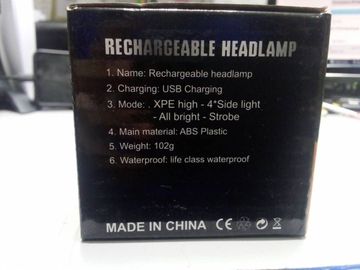 RECHARGEABLE HEADLAMP
1. Name: Rechargeable headlamp
2. Charging: USB Charging
3. Mode: . XPE high - 4*Side light
- All bright - Strobe
4. Main material: ABS Plastic
5. Weight: 102g
6. Waterproof: life class waterproof
MADE IN CHINA CE